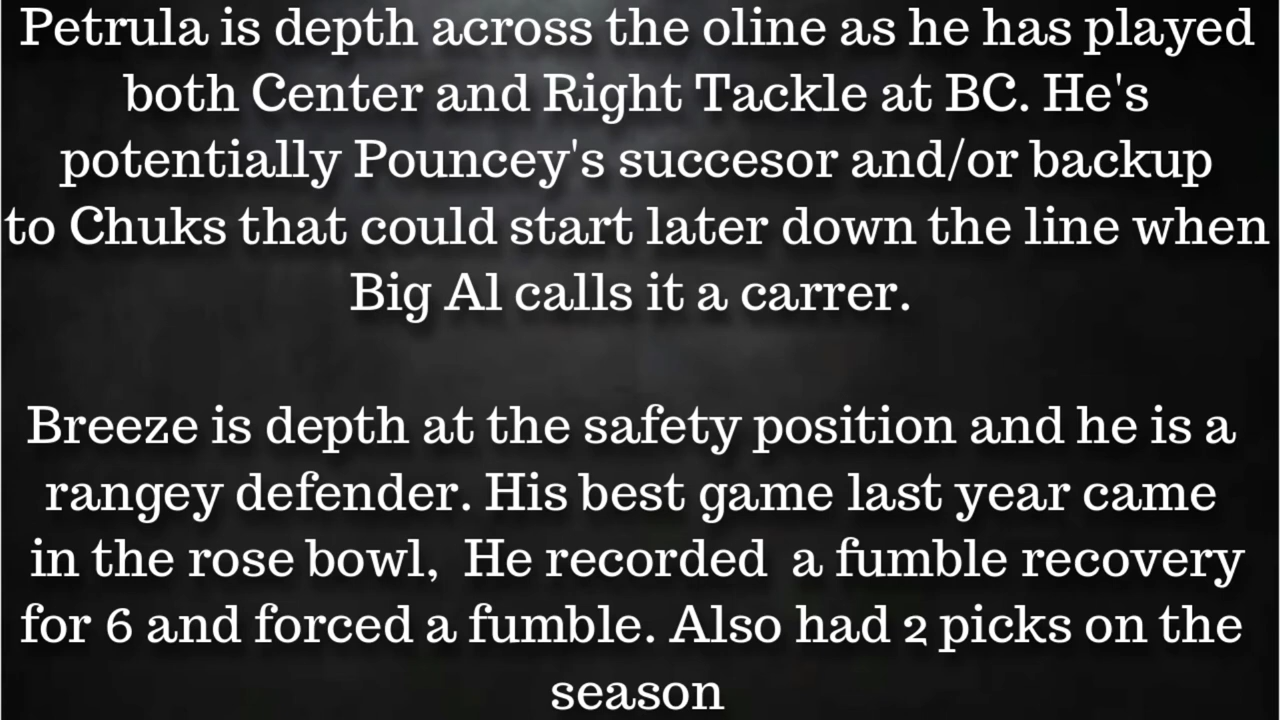 Petrula is depth across the oline as he has played
both Center and Right Tackle at BC. He's
potentially Pouncey's succesor and/or backup
to Chuks that could start later down the line when
Big Al calls it a carrer.
Breeze is depth at the safety position and he is a
rangey defender. His best game last year came
in the rose bowl,  He recorded  a fumble recovery
for 6 and forced a fumble. Also had 2 picks on the
season